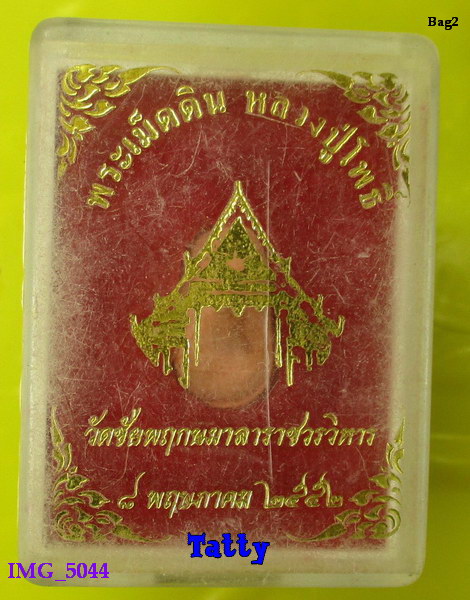 Bag2
พระเม็ดดิน หลวงปู่โพธิ์
วัดชัยพฤกษมาลาราชวรวิหาร
๘ พฤษภาคม ๒๕๕๒
Tatty
IMG_5044